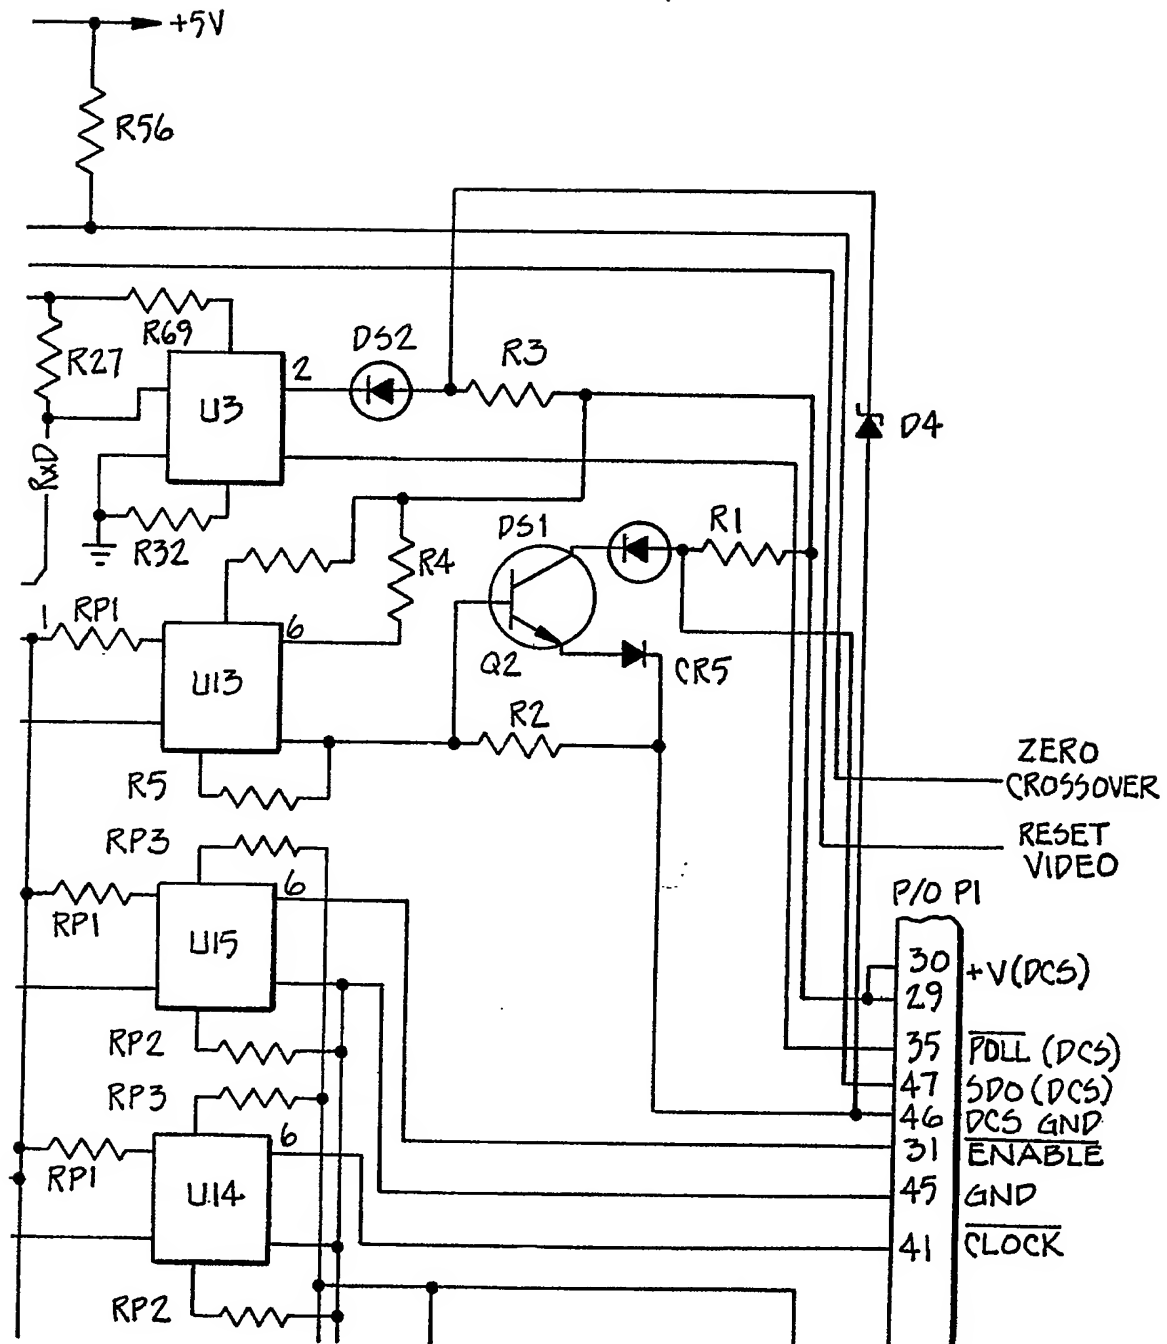 +5V
R56
R69
R27
DS2
2
R3
U3
D4
RxD
R32
DS1
R1
R4
1
RP1
6
U13
Q2
CR5
R2
R5
ZERO
CROSSOVER
RP3
RESET
VIDEO
6
P/O P1
RP1
U15
30
+V(DCS)
29
RP2
35
POLL (DCS)
RP3
47
SDO (DCS)
46
DCS GND
6
31
ENABLE
RP1
U14
45
GND
41
CLOCK
RP2